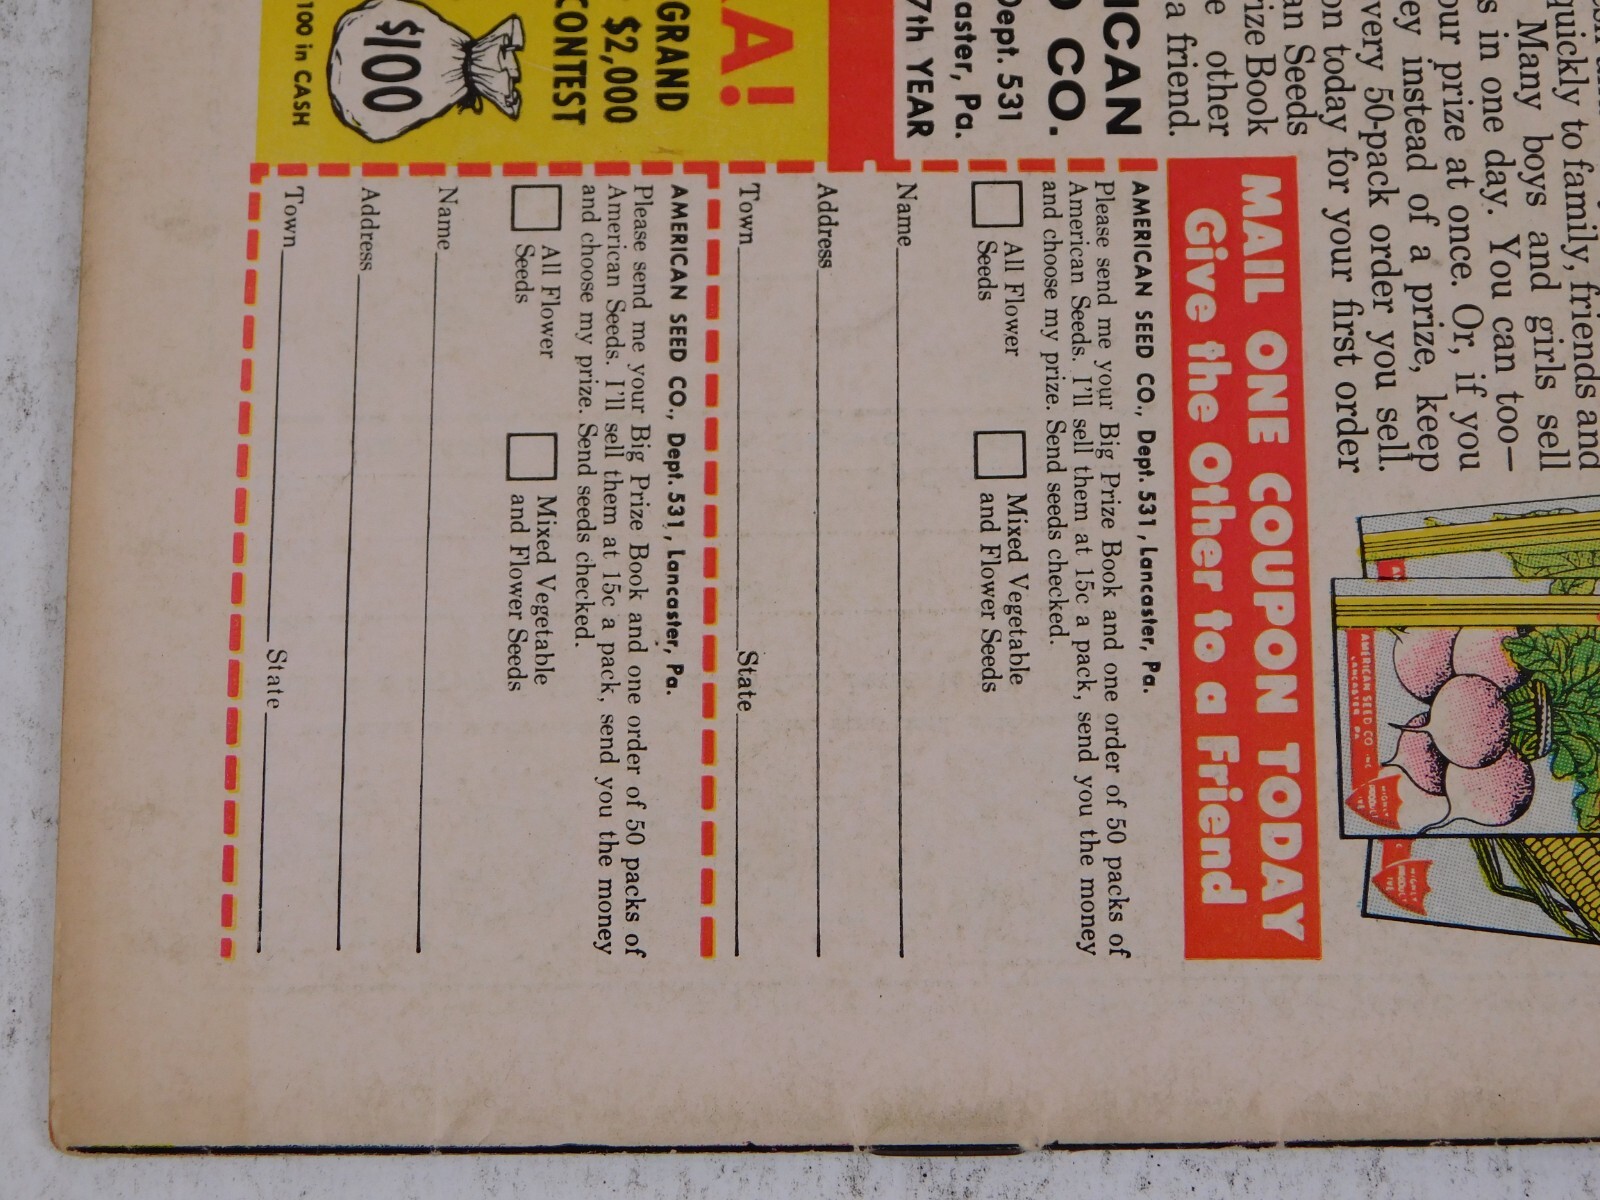 quickly to family, friends and
Many boys and girls sell
s in one day. You can too—
our prize at once. Or, if you
ey instead of a prize, keep
very 50-pack order you sell.
on today for your first order
an Seeds
rize Book
e other
a friend.
ICAN
CO.
Dept. 531
aster, Pa.
7th YEAR
A!
GRAND
$2,000
CONTEST
$100
100 in CASH
AMERICAN SEED CO
LANCASTER PA
MAIL ONE COUPON TODAY
Give the Other to a Friend
AMERICAN SEED CO., Dept. 531, Lancaster, Pa.
Please send me your Big Prize Book and one order of 50 packs of
American Seeds. I'll sell them at 15c a pack, send you the money
and choose my prize. Send seeds checked.
All Flower
Seeds
Mixed Vegetable
and Flower Seeds
Name
Address
Town State
AMERICAN SEED CO., Dept. 531, Lancaster, Pa.
Please send me your Big Prize Book and one order of 50 packs of
American Seeds. I'll sell them at 15c a pack, send you the money
and choose my prize. Send seeds checked.
All Flower
Seeds
Mixed Vegetable
and Flower Seeds
Name
Address
Town State